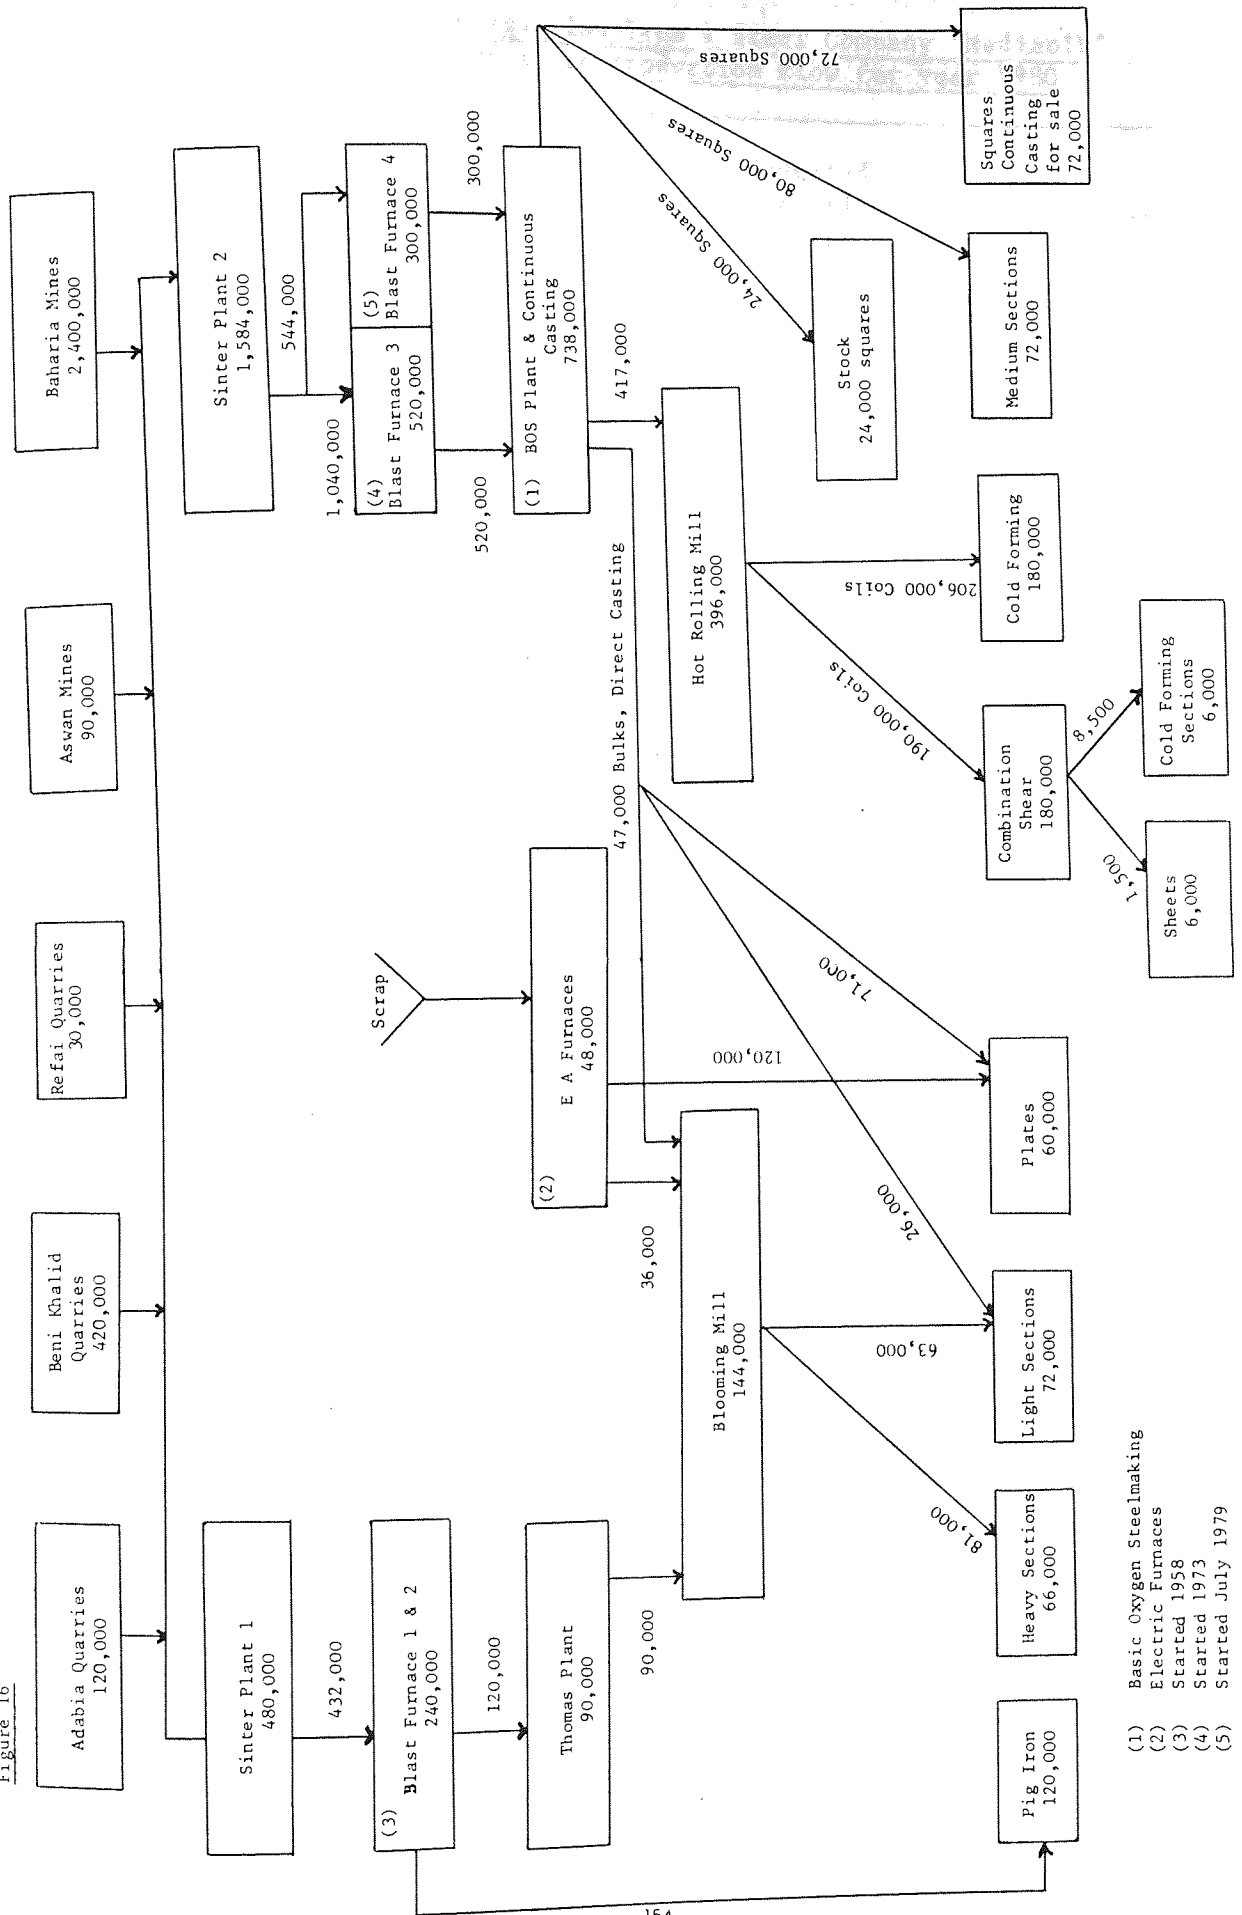 Figure 16
Adabia Quarries
120,000
Beni Khalid
Quarries
420,000
Refai Quarries
30,000
Aswan Mines
90,000
Baharia Mines
2,400,000
Sinter Plant 1
480,000
Sinter Plant 2
1,584,000
432,000
544,000
1,040,000
(3)
Blast Furnace 1 & 2
240,000
Scrap
(4)
Blast Furnace 3
520,000
(5)
Blast Furnace 4
300,000
120,000
520,000
300,000
Thomas Plant
90,000
(2)
E A Furnaces
48,000
(1) BOS Plant & Continuous
Casting
738,000
90,000
36,000
47,000 Bulks, Direct Casting
417,000
Blooming Mill
144,000
Hot Rolling Mill
396,000
120,000
71,000
26,000
63,000
81,000
190,000 Coils
206,000 Coils
24,000 Squares
80,000 Squares
72,000 Squares
Stock
24,000 squares
Pig Iron
120,000
Heavy Sections
66,000
Light Sections
72,000
Plates
60,000
Combination
Shear
180,000
Cold Forming
180,000
Medium Sections
72,000
Squares
Continuous
Casting
for sale
72,000
1,500
8,500
Sheets
6,000
Cold Forming
Sections
6,000
(1) Basic Oxygen Steelmaking
(2) Electric Furnaces
(3) Started 1958
(4) Started 1973
(5) Started July 1979
154